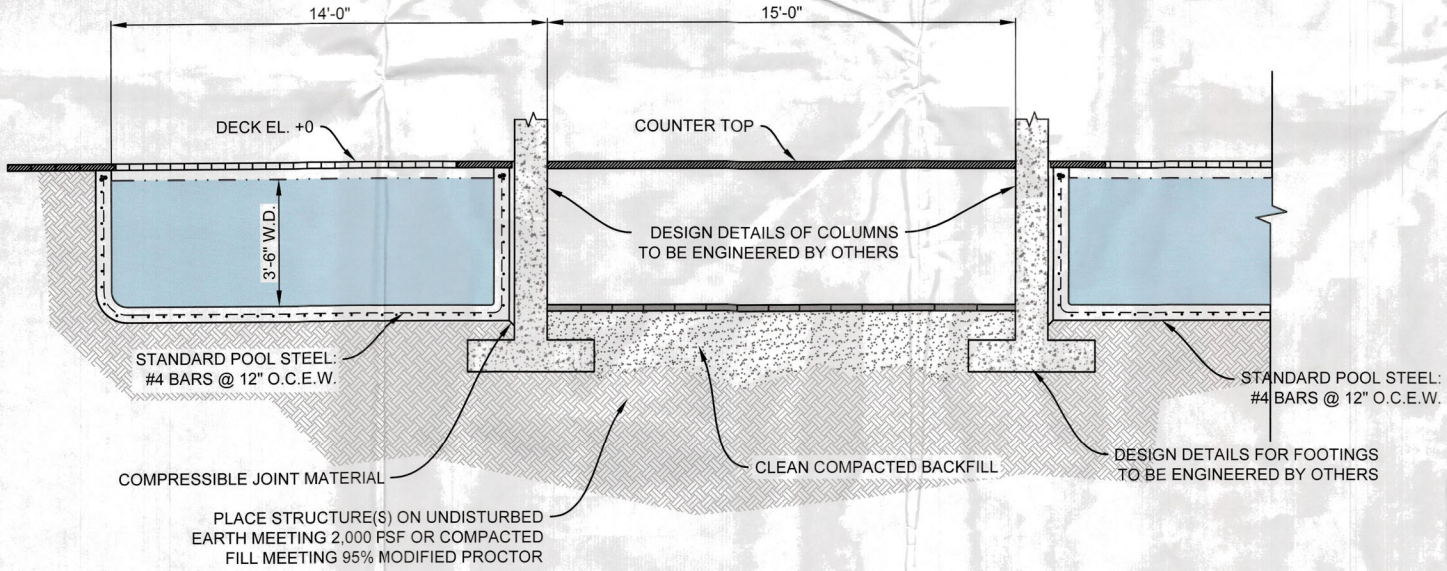 14'-0"
15'-0"
DECK EL. +0
COUNTER TOP
3'-6" W.D.
DESIGN DETAILS OF COLUMNS
TO BE ENGINEERED BY OTHERS
STANDARD POOL STEEL:
#4 BARS @ 12" O.C.E.W.
STANDARD POOL STEEL:
#4 BARS @ 12" O.C.E.W.
COMPRESSIBLE JOINT MATERIAL
CLEAN COMPACTED BACKFILL
DESIGN DETAILS FOR FOOTINGS
TO BE ENGINEERED BY OTHERS
PLACE STRUCTURE(S) ON UNDISTURBED
EARTH MEETING 2,000 PSF OR COMPACTED
FILL MEETING 95% MODIFIED PROCTOR